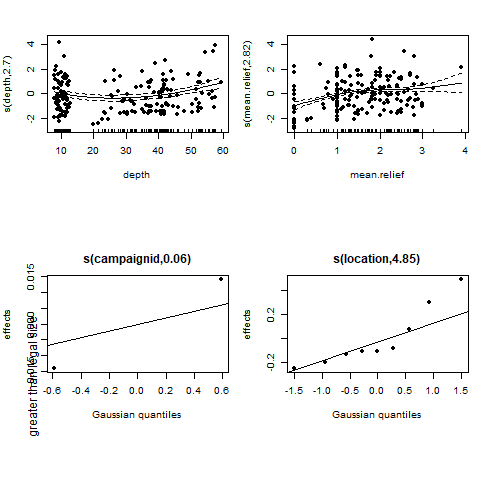 s(depth,2.7)
4
2
0
-2
10 20 30 40 50 60
depth
s(mean.relief,2.82)
4
2
0
-2
0 1 2 3 4
mean.relief
s(campaignid,0.06)
effects
greater than legal size
0.015
0.000
-0.6 -0.4 -0.2 0.0 0.2 0.4 0.6
Gaussian quantiles
s(location,4.85)
effects
0.2
-0.2
-1.5 -1.0 -0.5 0.0 0.5 1.0 1.5
Gaussian quantiles